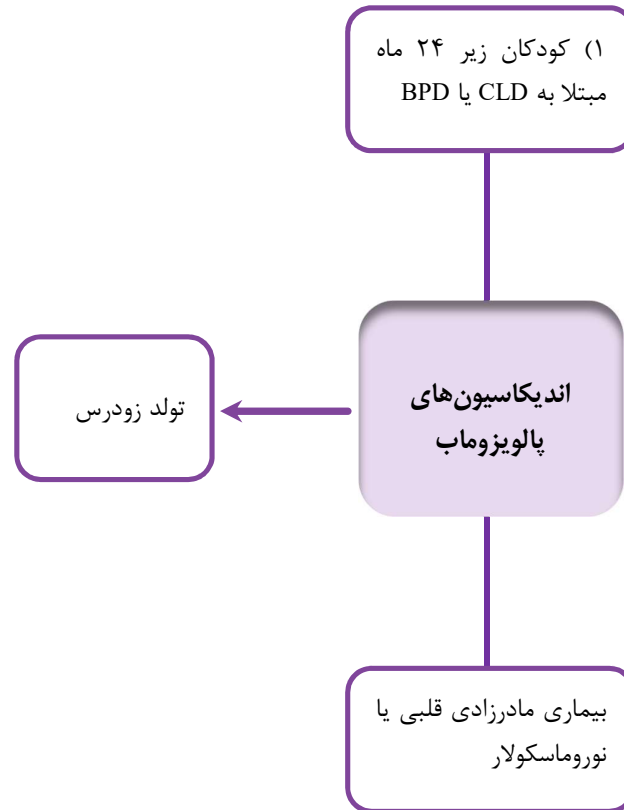 ۱) کودکان زیر ۲۴ ماه
مبتلا به CLD یا BPD
اندیکاسیون‌های
پالویزوماب
تولد زودرس
بیماری مادرزادی قلبی یا
نوروماسکولار